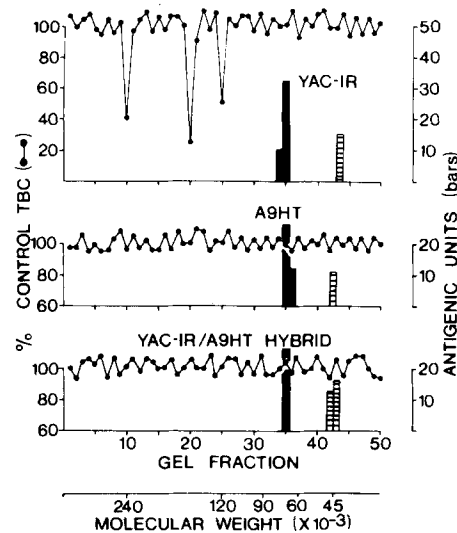 % CONTROL TBC (●—●)
ANTIGENIC UNITS (bars)
100
80
60
40
20
50
40
30
20
10
YAC-IR
A9HT
100
80
60
20
10
YAC-IR/A9HT HYBRID
100
80
60
20
10
10 20 30 40 50
GEL FRACTION
240 120 90 60 45
MOLECULAR WEIGHT (X10-3)